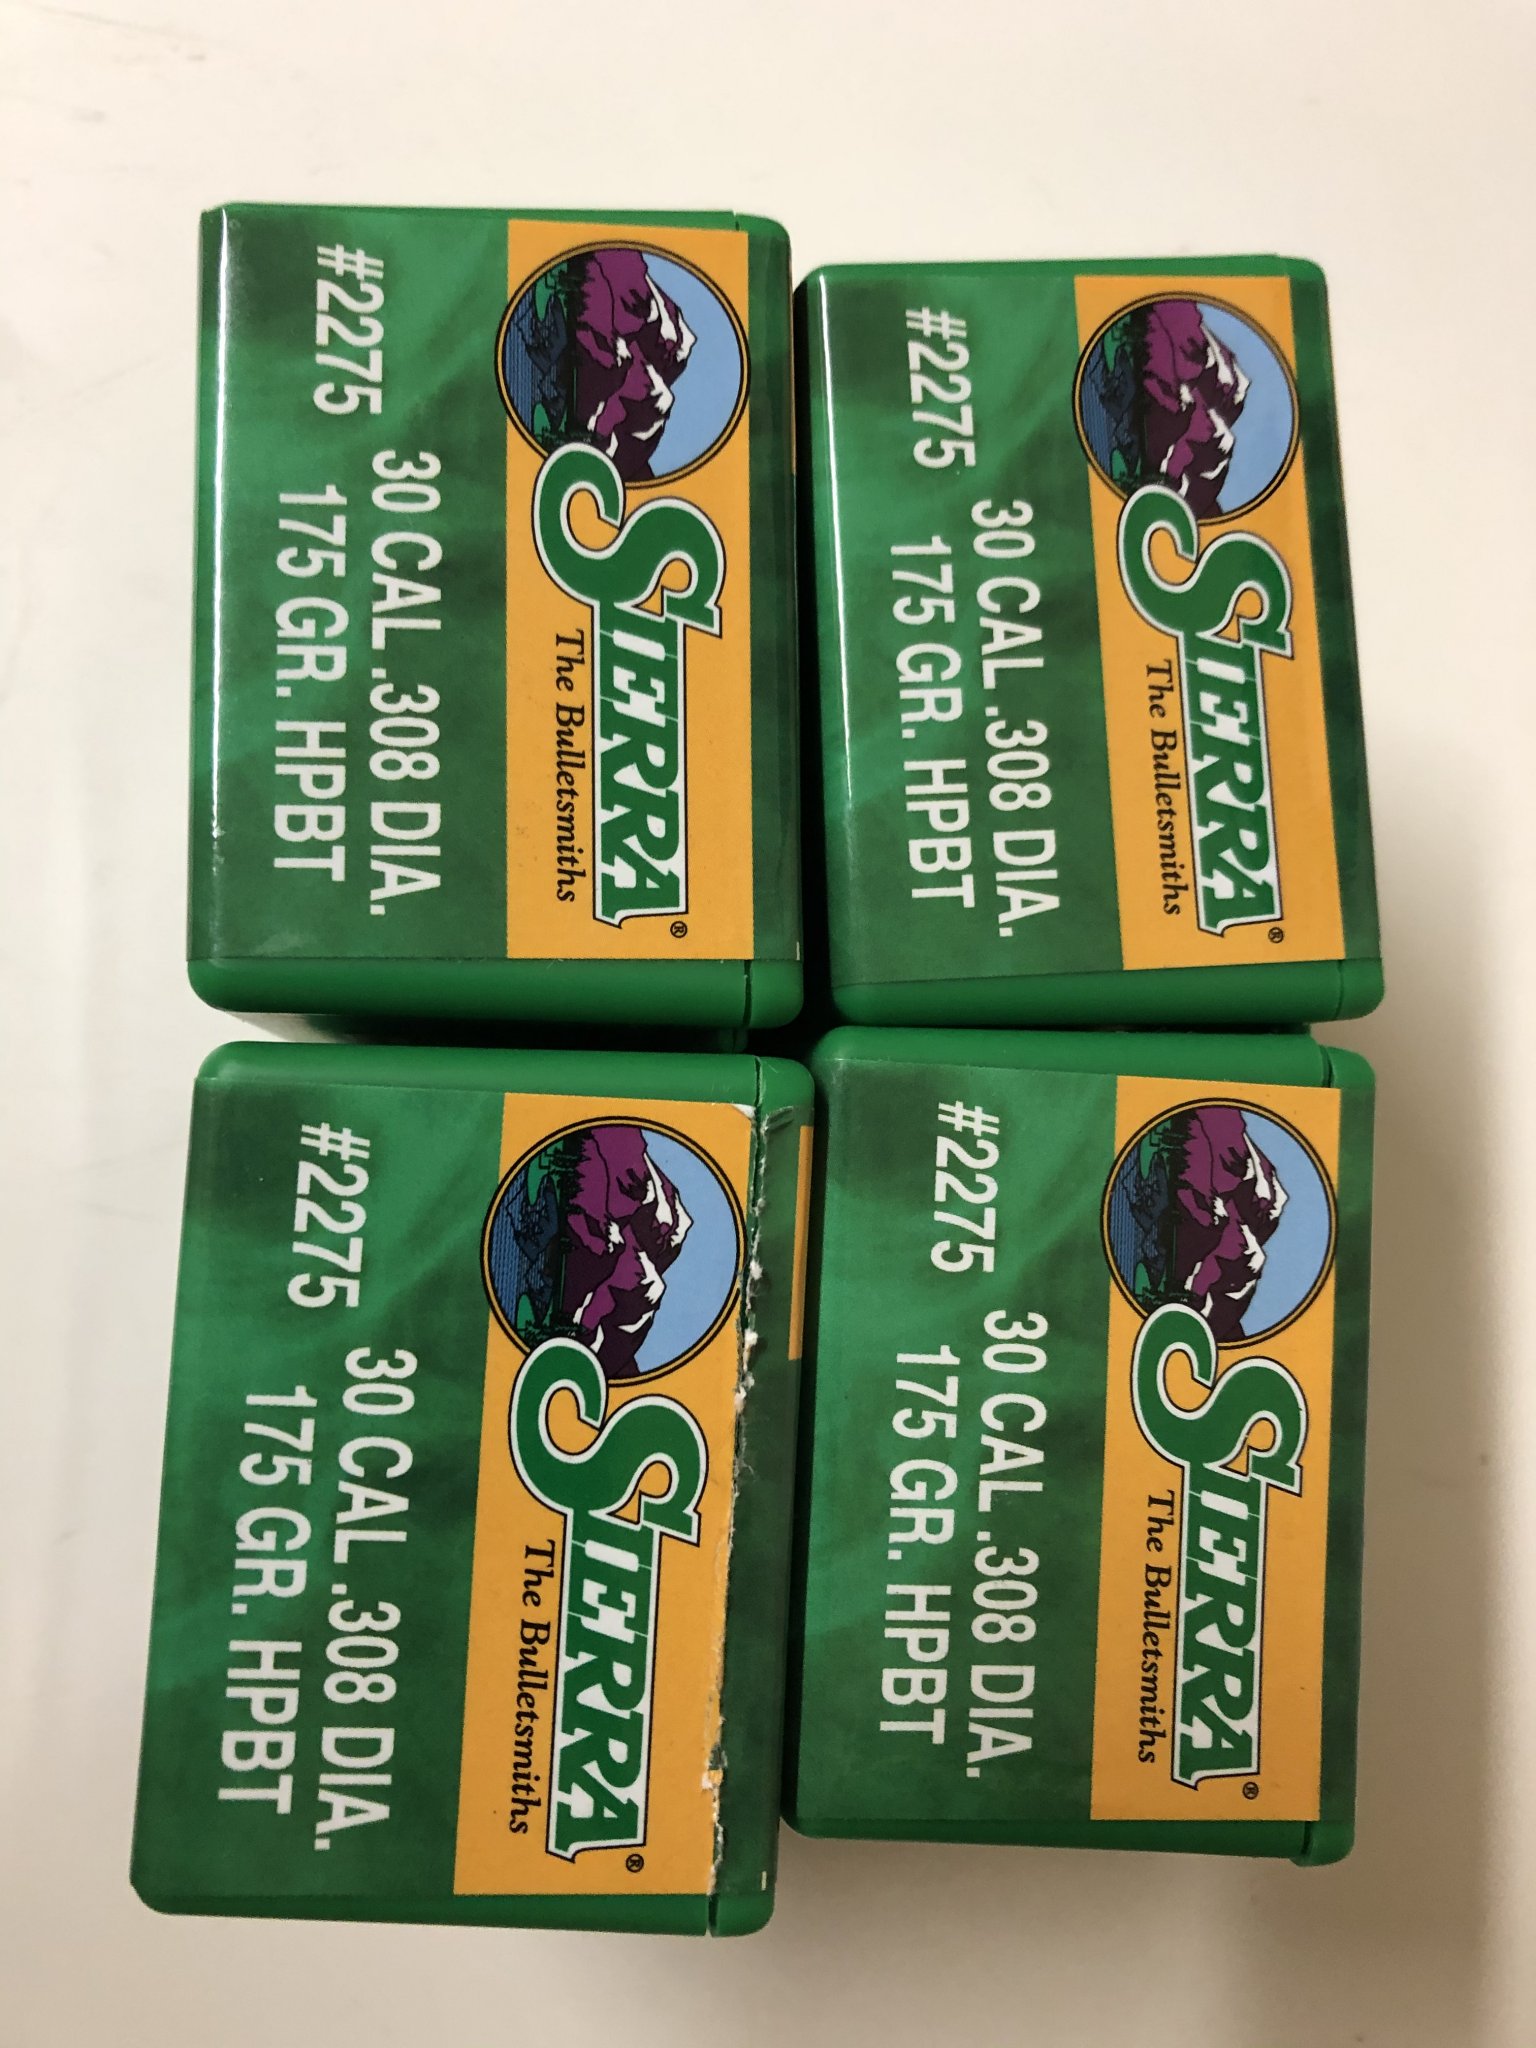 SIERRA®
The Bulletsmiths
#2275
30 CAL .308 DIA.
175 GR. HPBT
SIERRA®
The Bulletsmiths
#2275
30 CAL .308 DIA.
175 GR. HPBT
SIERRA®
The Bulletsmiths
#2275
30 CAL .308 DIA.
175 GR. HPBT
SIERRA®
The Bulletsmiths
#2275
30 CAL .308 DIA.
175 GR. HPBT